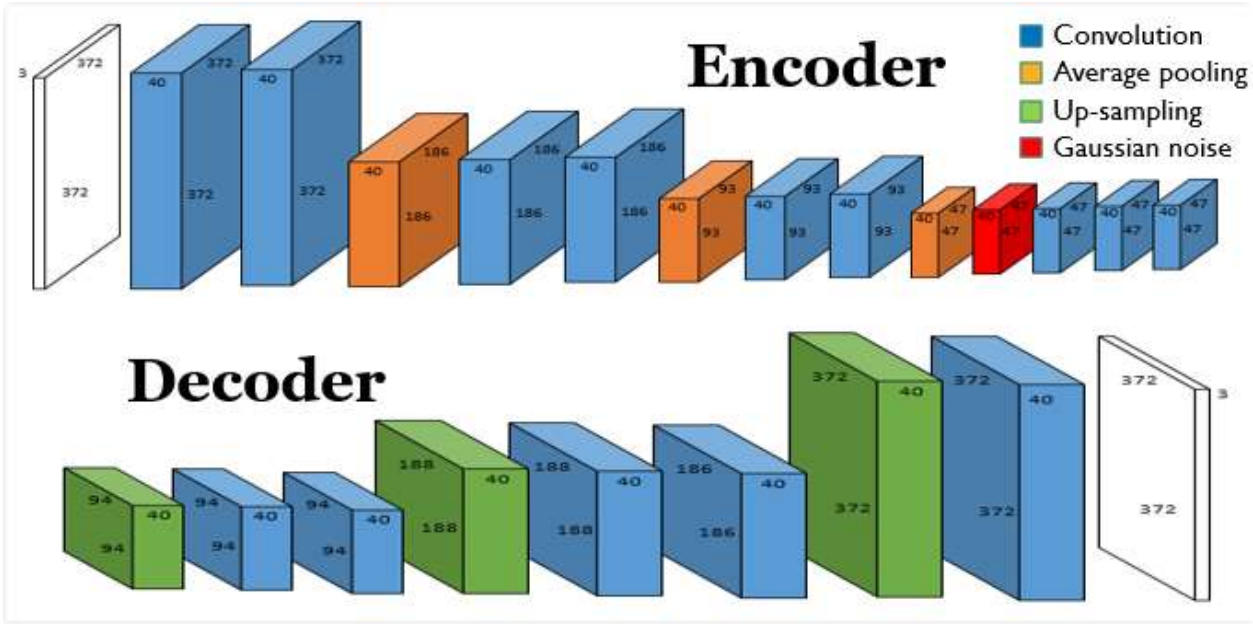 Encoder
Convolution
Average pooling
Up-sampling
Gaussian noise
3 372 372
40 372 372
40 372 372
40 186 186
40 186 186
40 186 186
40 93 93
40 93 93
40 93 93
40 47 47
40 47 47
40 47 47
40 47 47
40 47 47
Decoder
94 40 94
94 40 94
94 40 94
188 40 188
188 40 188
186 40 186
372 40 372
372 40 372
372 3 372